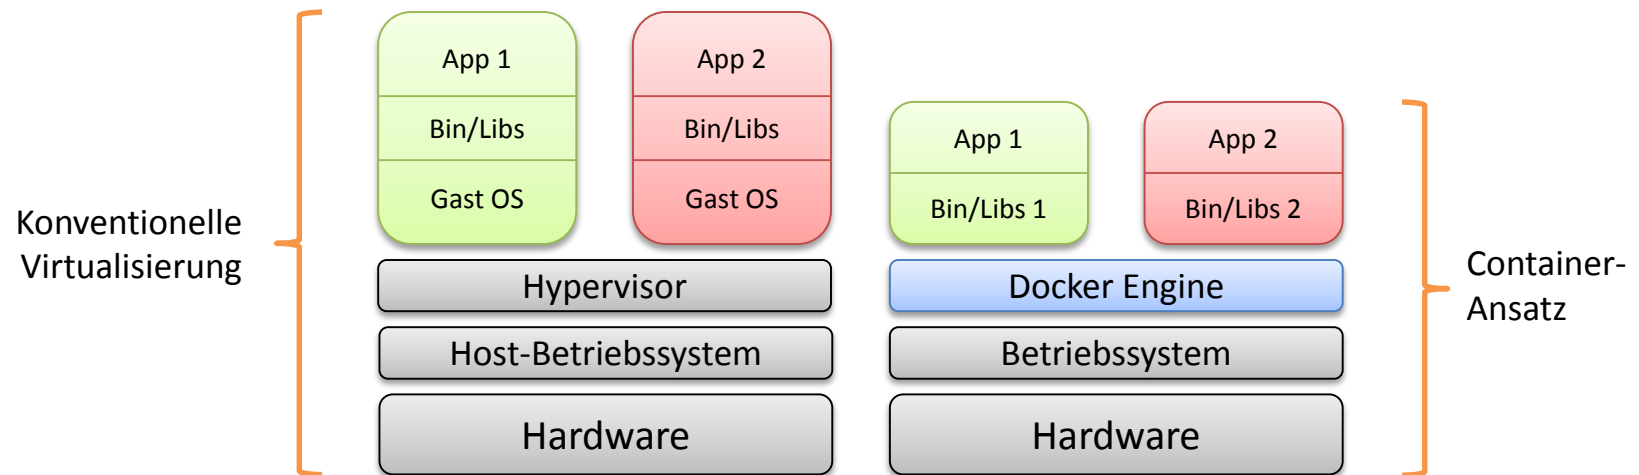 Konventionelle
Virtualisierung
App 1
Bin/Libs
Gast OS
App 2
Bin/Libs
Gast OS
Hypervisor
Host-Betriebssystem
Hardware
App 1
Bin/Libs 1
App 2
Bin/Libs 2
Docker Engine
Betriebssystem
Hardware
Container-
Ansatz